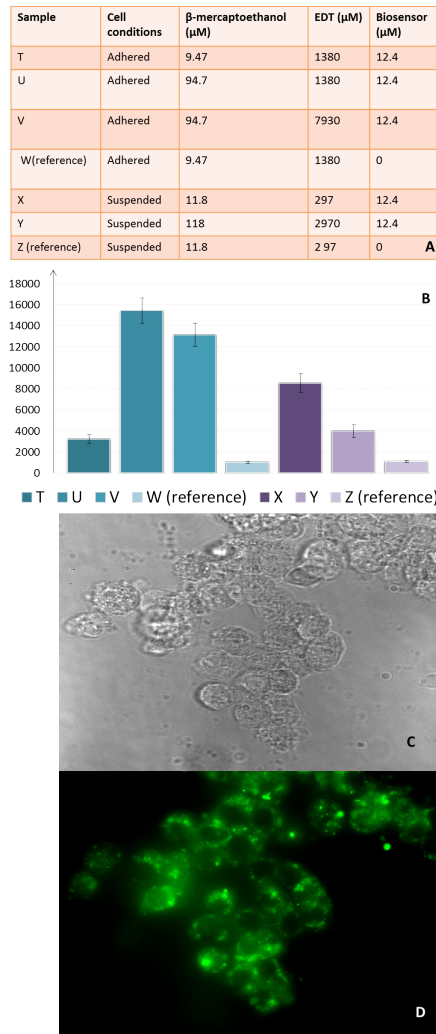 Sample Cell conditions β-mercaptoethanol (µM) EDT (µM) Biosensor (µM)
T Adhered 9.47 1380 12.4
U Adhered 94.7 1380 12.4
V Adhered 94.7 7930 12.4
W(reference) Adhered 9.47 1380 0
X Suspended 11.8 297 12.4
Y Suspended 118 2970 12.4
Z (reference) Suspended 11.8 2 97 0
A
B
18000
16000
14000
12000
10000
8000
6000
4000
2000
0
T U V W (reference) X Y Z (reference)
C
D